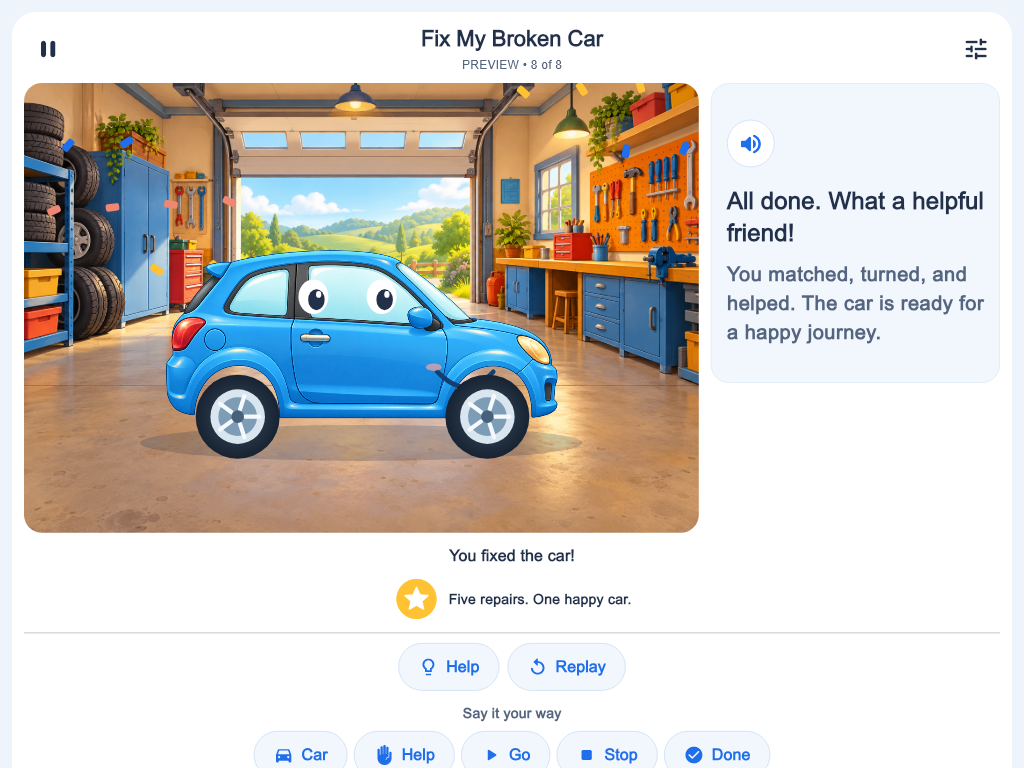 Fix My Broken Car
PREVIEW • 8 of 8
All done. What a helpful
friend!
You matched, turned, and
helped. The car is ready for
a happy journey.
You fixed the car!
Five repairs. One happy car.
Help
Replay
Say it your way
Car
Help
Go
Stop
Done